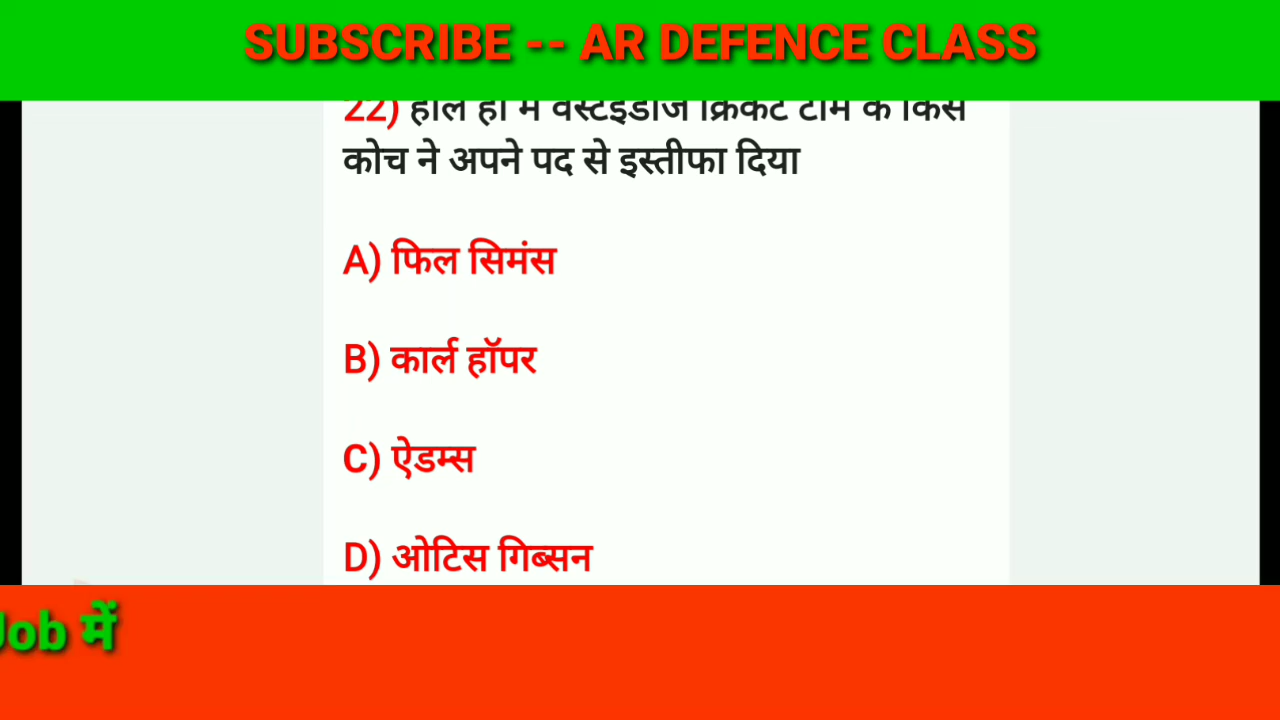 SUBSCRIBE -- AR DEFENCE CLASS
22) हाल ही में वेस्टइंडीज क्रिकेट टीम के किस
कोच ने अपने पद से इस्तीफा दिया
A) फिल सिमंस
B) कार्ल हॉपर
C) ऐडम्स
D) ओटिस गिब्सन
Job में